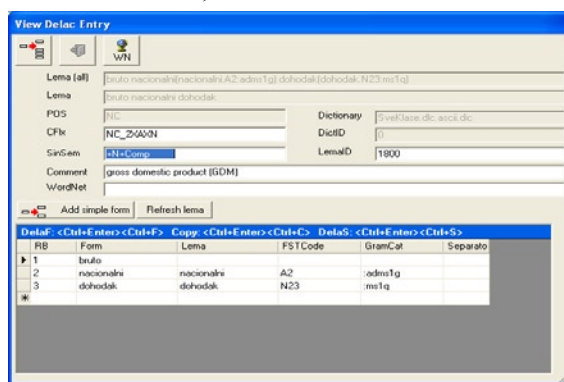 View Delac Entry
WN
Lema (all) bruto nacionalni(nacionalni.A2:adms1g) dohodak(dohodak.N23:ms1q)
Lema bruto nacionalni dohodak
POS NC Dictionary SveKlase.dlc.ascii.dic
CFlx NC_2XAXN DictID 0
SinSem +N+Comp LemaID 1800
Comment gross domestic product (GDM)
WordNet
Add simple form Refresh lema
DelaF: <Ctrl+Enter><Ctrl+F> Copy: <Ctrl+Enter><Ctrl+C> DelaS: <Ctrl+Enter><Ctrl+S>
RB Form Lema FSTCode GramCat Separato
1 bruto
2 nacionalni nacionalni A2 :adms1g
3 dohodak dohodak N23 :ms1q